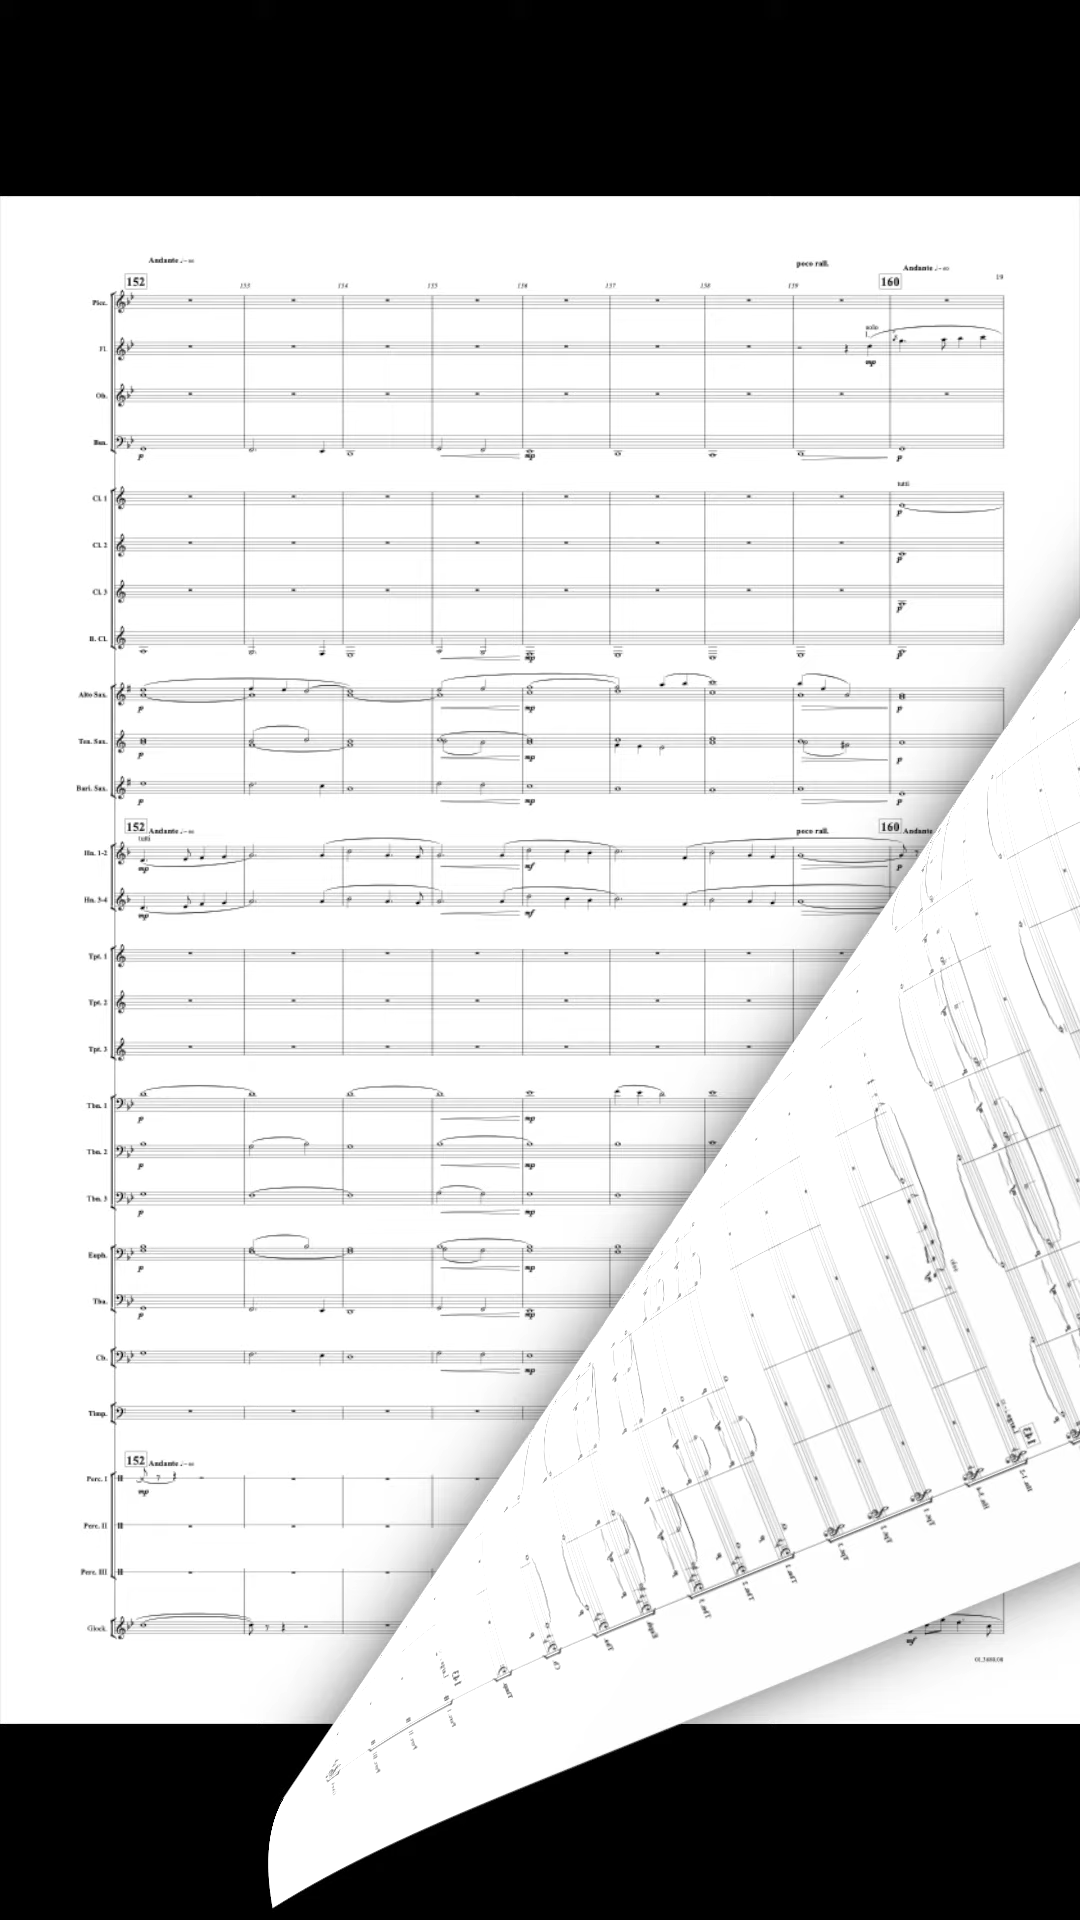 Andante ♩=
poco rall.
Andante ♩=
152
153
154
155
156
157
158
159
160
19
Picc.
Fl.
solo
1.
mp
Ob.
Bsn.
p
mp
p
Cl. 1
tutti
p
Cl. 2
p
Cl. 3
p
B. Cl.
mp
p
Alto Sax.
p
mp
p
Ten. Sax.
p
mp
p
Bari. Sax.
p
mp
p
152
Andante ♩=
poco rall.
160
Andante
tutti
Hn. 1-2
mp
mf
p
Hn. 3-4
mp
mf
Tpt. 1
Tpt. 2
Tpt. 3
Tbn. 1
p
mp
Tbn. 2
p
mp
Tbn. 3
p
mp
Euph.
p
mp
Tba.
p
mp
Cb.
mp
Timp.
152
Andante ♩=
Perc. I
mp
Perc. II
Perc. III
Glock.
mf